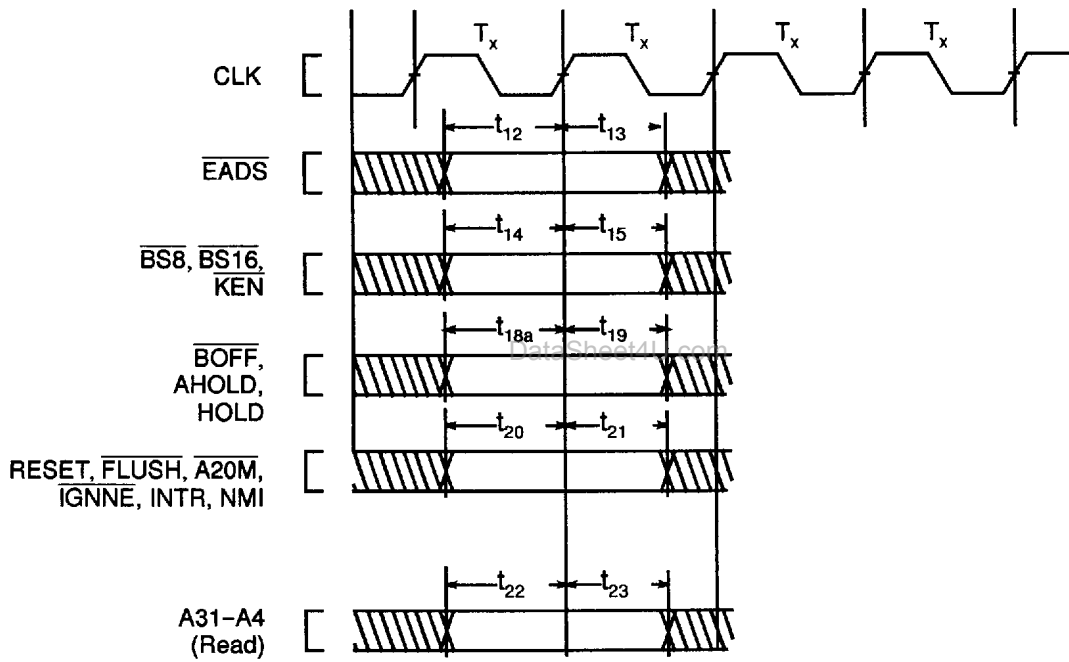 Tx Tx Tx Tx
CLK
t12 t13
EADS
t14 t15
BS8, BS16,
KEN
t18a t19
DataSheet4U.com
BOFF,
AHOLD,
HOLD
t20 t21
RESET, FLUSH, A20M,
IGNNE, INTR, NMI
t22 t23
A31–A4
(Read)